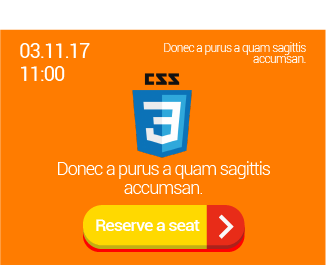 03.11.17
11:00
Donec a purus a quam sagittis
accumsan.
CSS
3
Donec a purus a quam sagittis
accumsan.
Reserve a seat